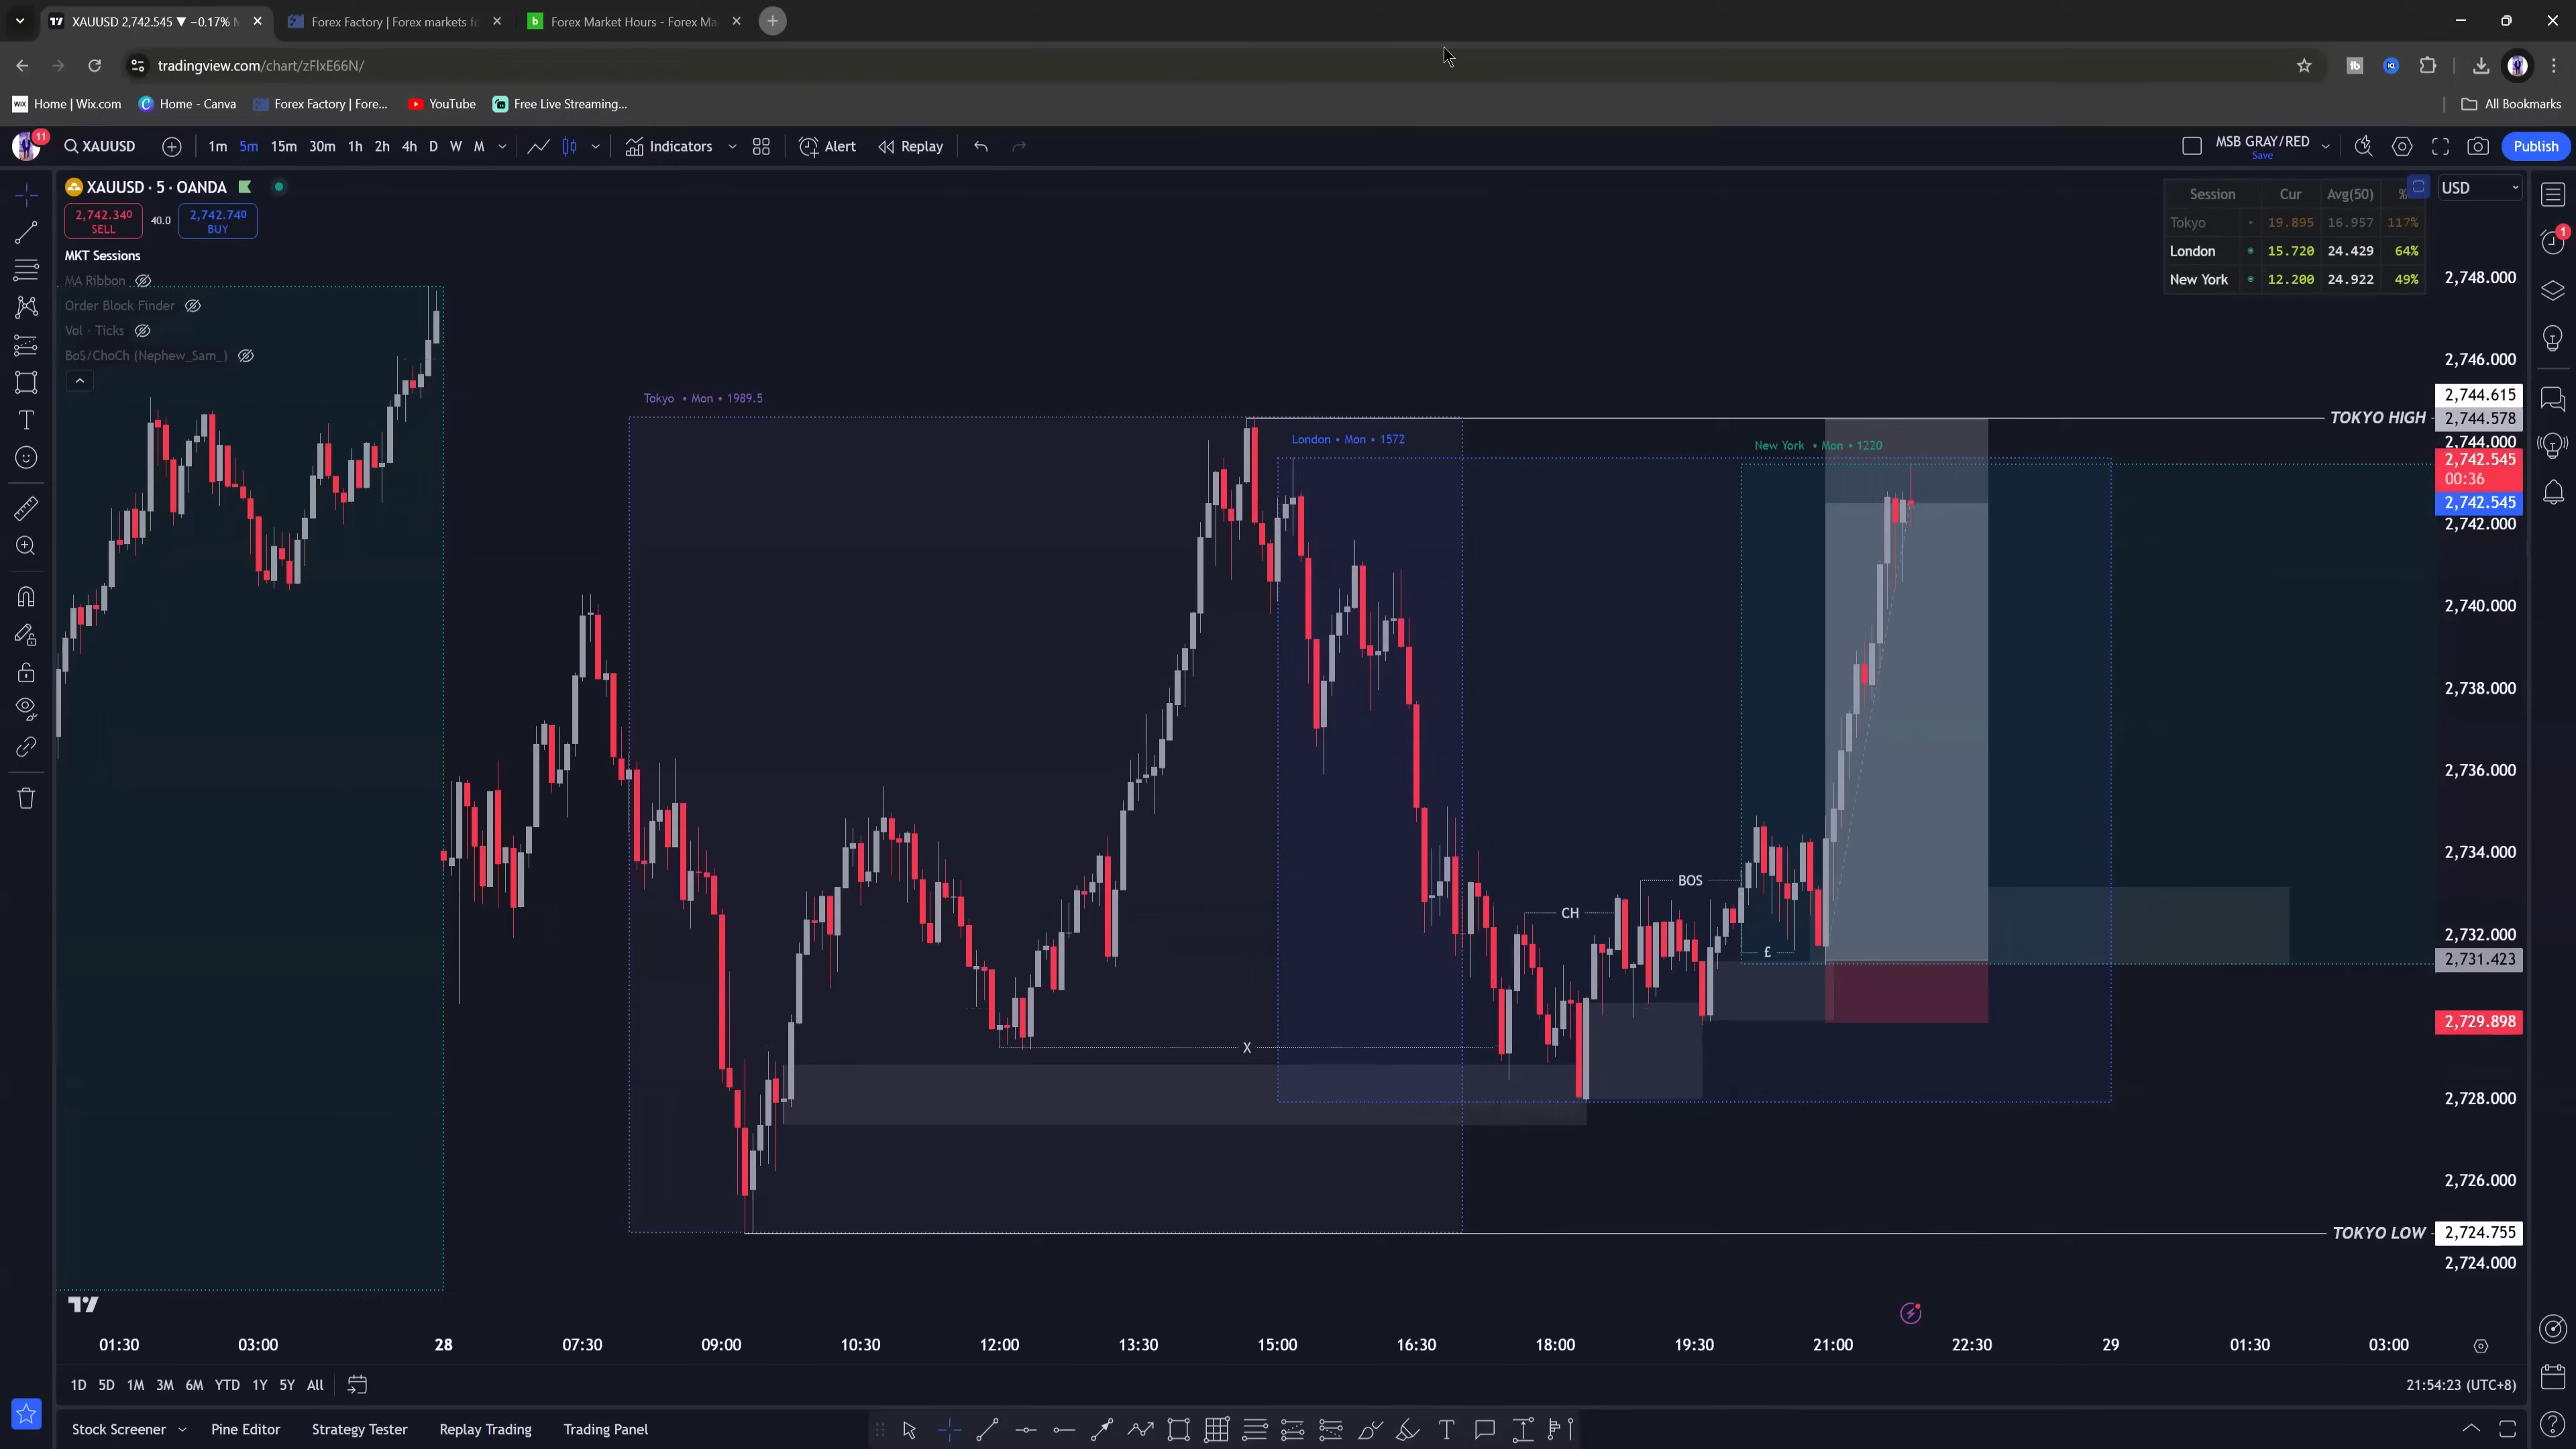 XAUUSD 2,742.545 ▼ −0.17% M
Forex Factory | Forex markets fo
Forex Market Hours - Forex Ma
tradingview.com/chart/zFlxE66N/
Home | Wix.com
Home - Canva
Forex Factory | Fore...
YouTube
Free Live Streaming...
All Bookmarks
11
XAUUSD
1m 5m 15m 30m 1h 2h 4h D W M
Indicators
Alert
Replay
MSB GRAY/RED
Save
Publish
XAUUSD · 5 · OANDA
2,742.340
SELL
40.0
2,742.740
BUY
MKT Sessions
MA Ribbon
Order Block Finder
Vol · Ticks
BoS/ChoCh (Nephew_Sam_)
Session Cur Avg(50) %
Tokyo • 19.895 16.957 117%
London • 15.720 24.429 64%
New York • 12.200 24.922 49%
USD
1
2,748.000
2,746.000
2,744.615
2,744.578
2,744.000
2,742.545
00:36
2,742.545
2,742.000
2,740.000
2,738.000
2,736.000
2,734.000
2,732.000
2,731.423
2,729.898
2,728.000
2,726.000
2,724.755
2,724.000
Tokyo • Mon • 1989.5
London • Mon • 1572
New York • Mon • 1220
TOKYO HIGH
BOS
CH
£
X
TOKYO LOW
01:30 03:00 28 07:30 09:00 10:30 12:00 13:30 15:00 16:30 18:00 19:30 21:00 22:30 29 01:30 03:00
1D 5D 1M 3M 6M YTD 1Y 5Y All
21:54:23 (UTC+8)
Stock Screener
Pine Editor
Strategy Tester
Replay Trading
Trading Panel